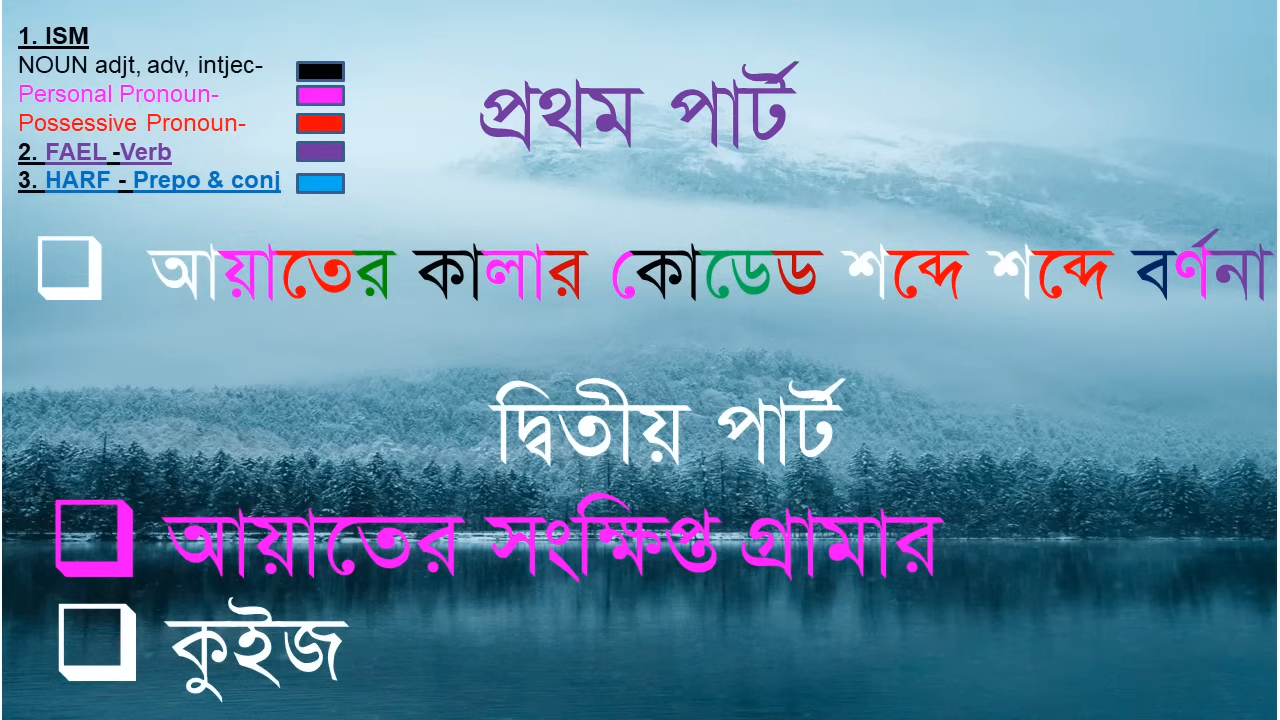 1. ISM
NOUN adjt, adv, intjec-
Personal Pronoun-
Possessive Pronoun-
2. FAEL -Verb
3. HARF - Prepo & conj
প্রথম পার্ট
আয়াতের কালার কোডেড শব্দে শব্দে বর্ণনা
দ্বিতীয় পার্ট
আয়াতের সংক্ষিপ্ত গ্রামার
কুইজ